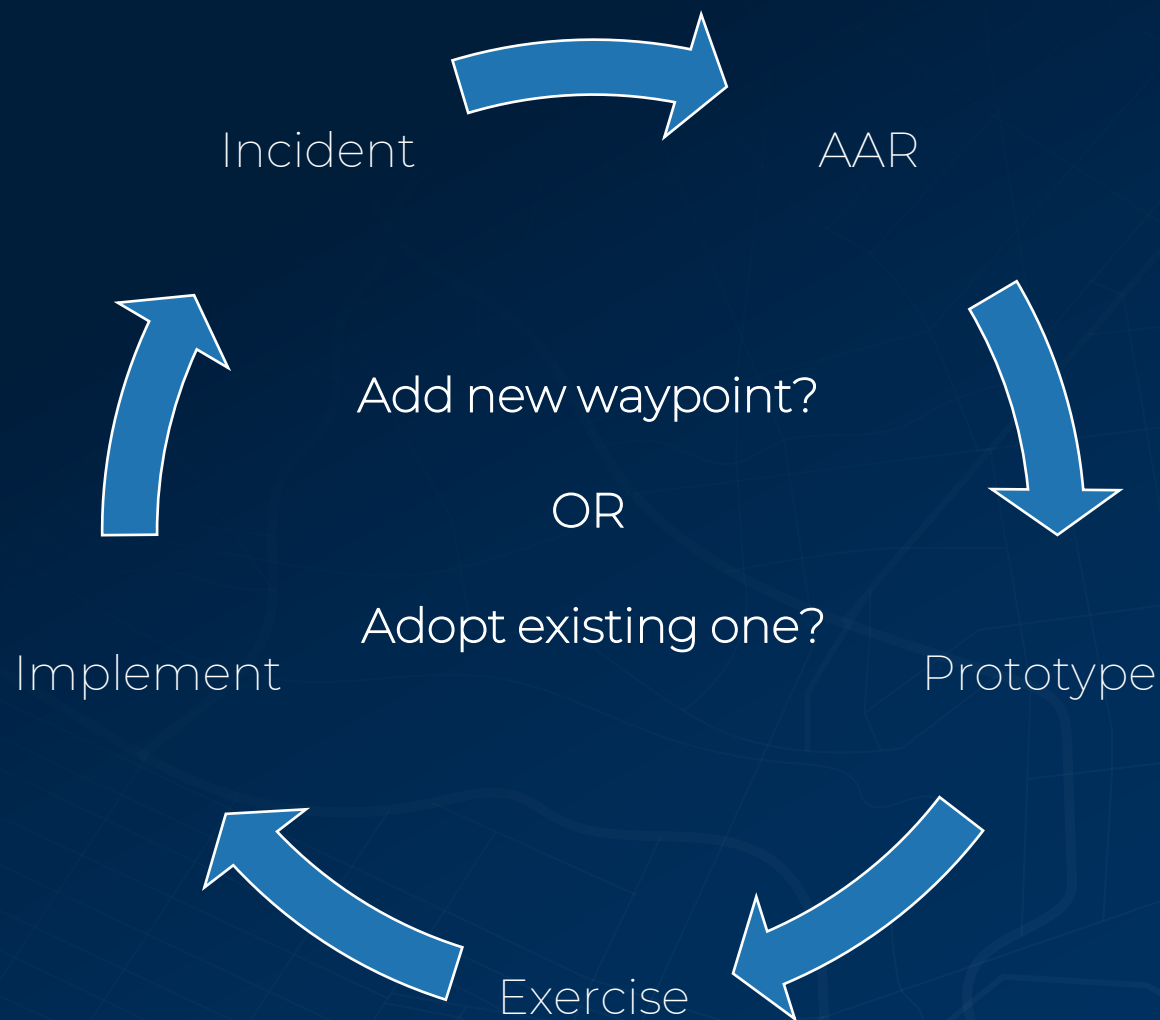 Incident
AAR
Add new waypoint?
OR
Adopt existing one?
Implement
Prototype
Exercise